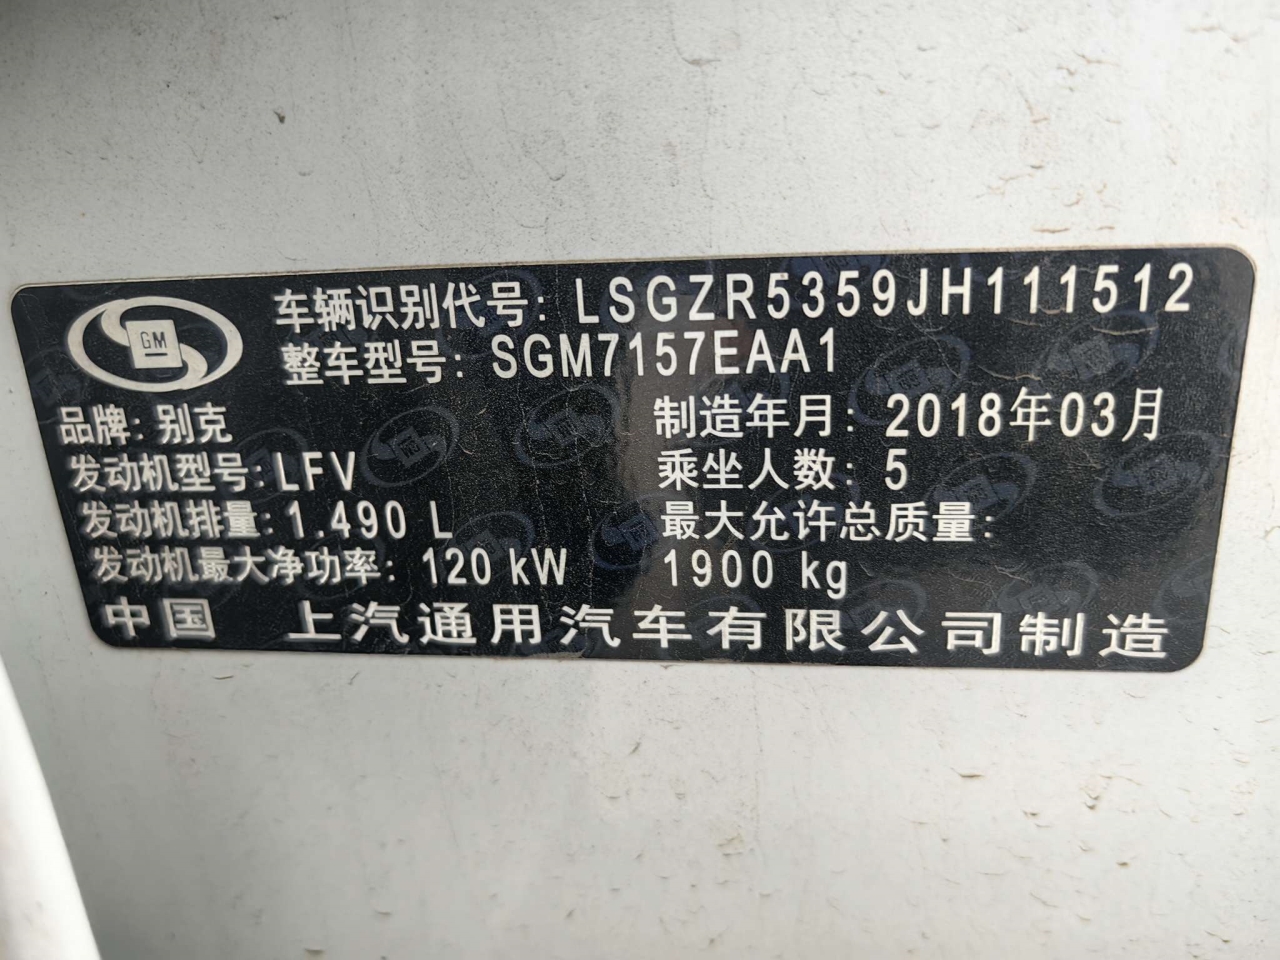 GM
车辆识别代号: LSGZR5359JH111512
整车型号: SGM7157EAA1
品牌: 别克
制造年月: 2018年03月
发动机型号: LFV
乘坐人数: 5
发动机排量: 1.490 L
最大允许总质量:
发动机最大净功率: 120 kW
1900 kg
中国 上汽通用汽车有限公司制造